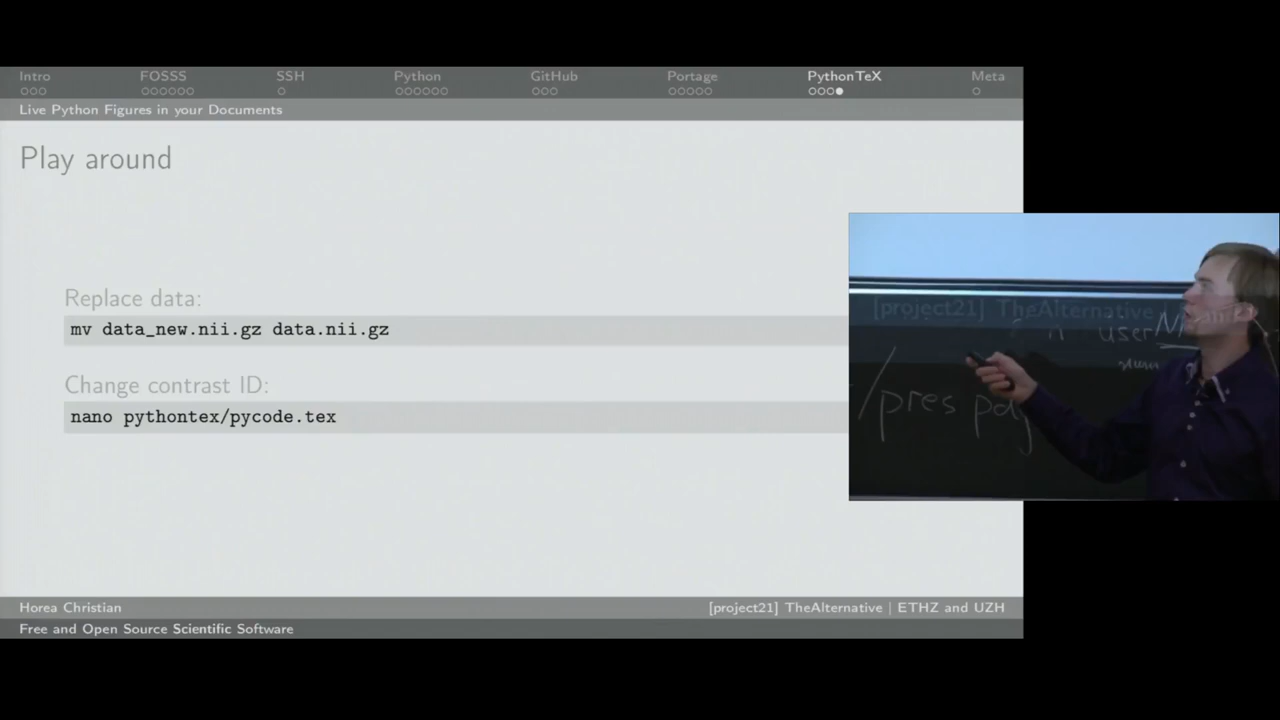 Intro FOSSS SSH Python GitHub Portage PythonTeX Meta
Live Python Figures in your Documents
Play around
Replace data:
mv data_new.nii.gz data.nii.gz
Change contrast ID:
nano pythontex/pycode.tex
[project21] TheAlternative
user
/pres
Horea Christian [project21] TheAlternative | ETHZ and UZH
Free and Open Source Scientific Software